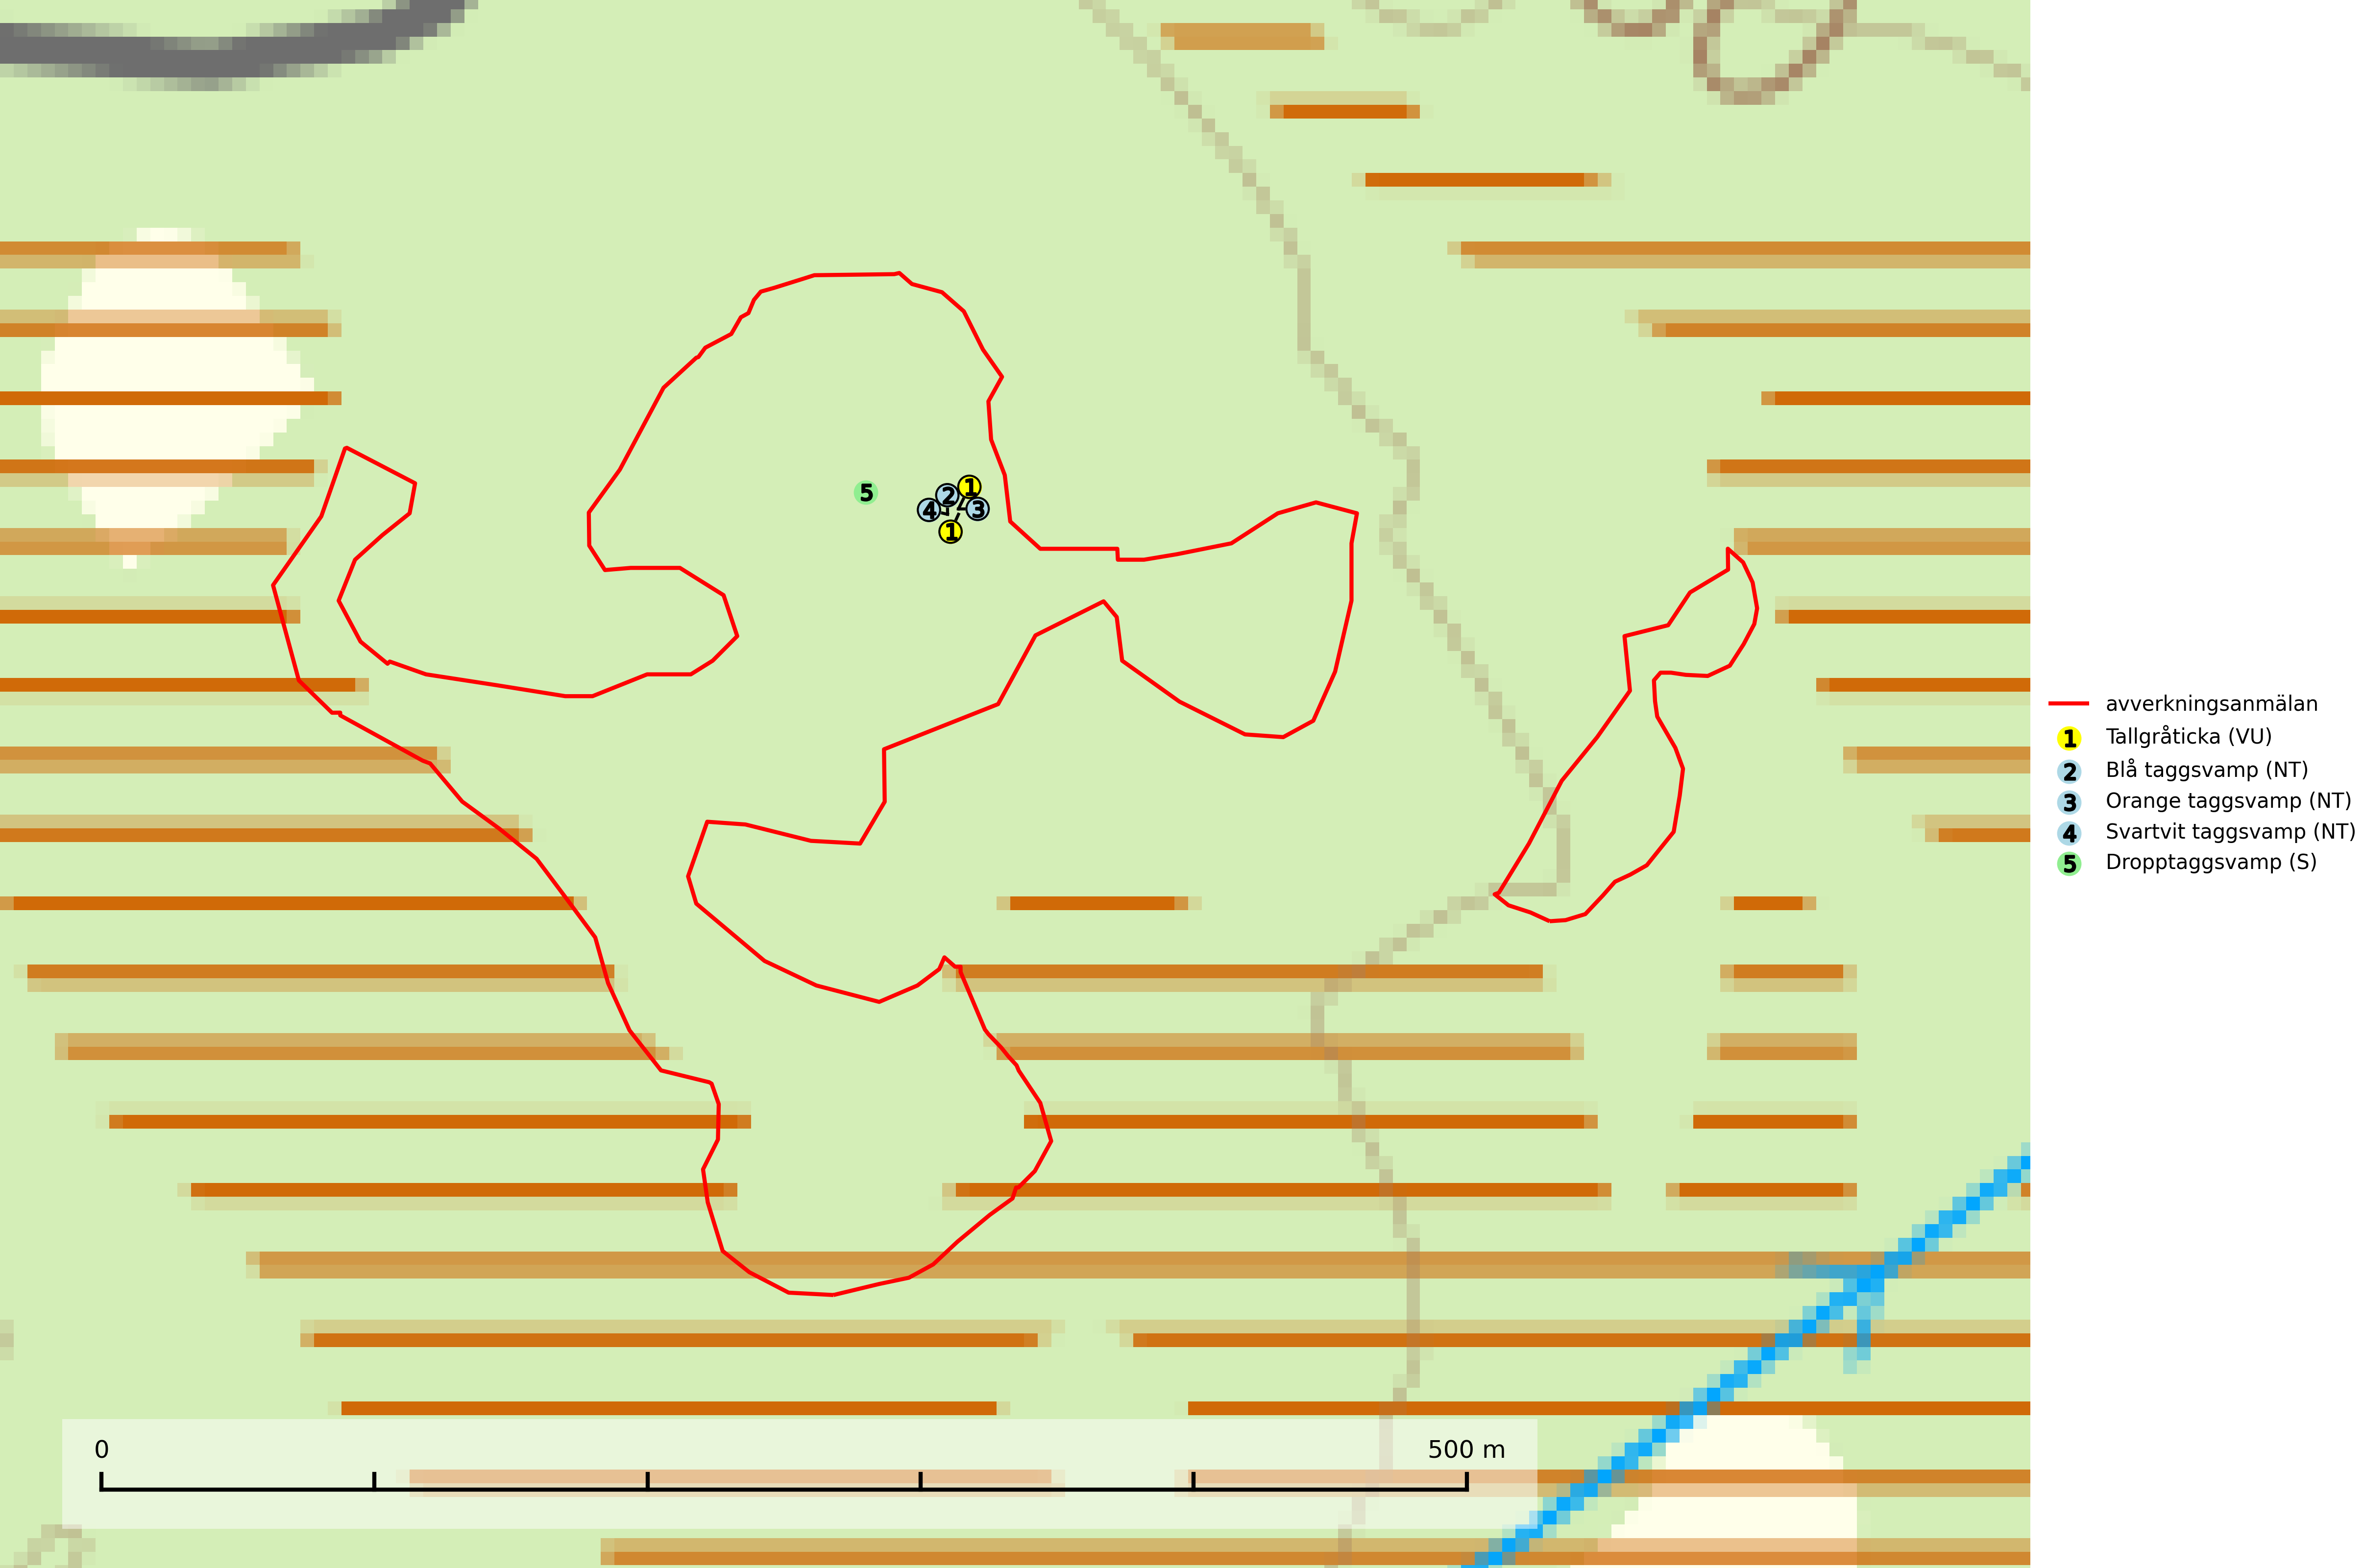 1
2
3
4
5
1
avverkningsanmälan
1 Tallgråticka (VU)
2 Blå taggsvamp (NT)
3 Orange taggsvamp (NT)
4 Svartvit taggsvamp (NT)
5 Dropptaggsvamp (S)
0 500 m